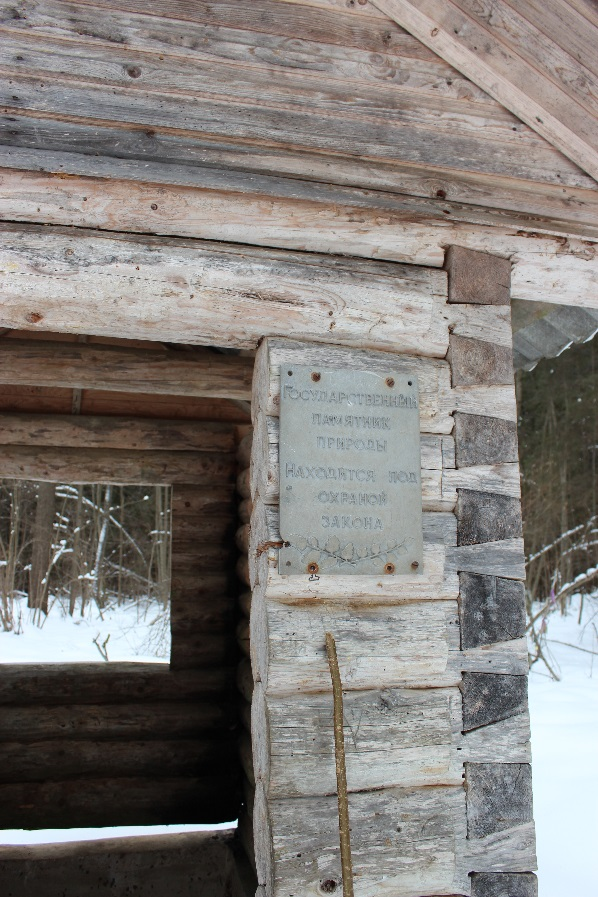 Государственный
памятник
природы
Находится под
охраной
закона